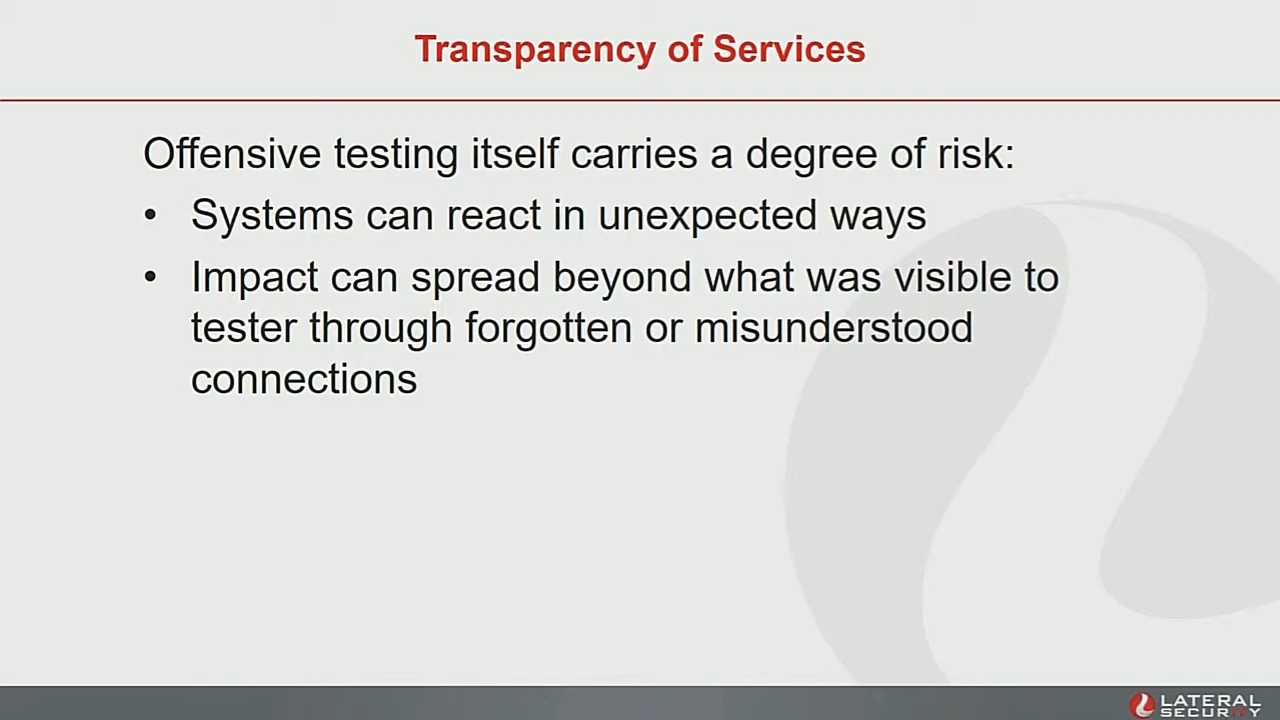 Transparency of Services
Offensive testing itself carries a degree of risk:
• Systems can react in unexpected ways
• Impact can spread beyond what was visible to
tester through forgotten or misunderstood
connections
LATERAL
SECURITY